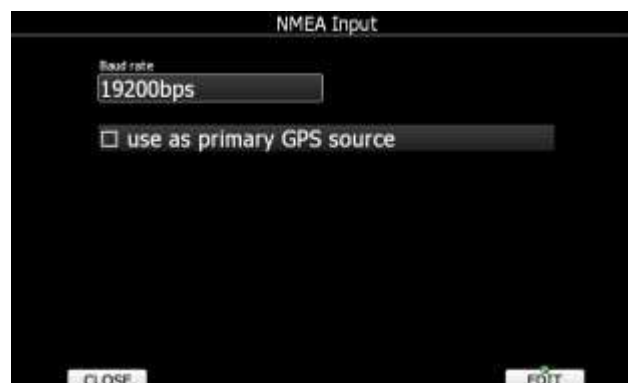 NMEA Input
Baud rate
19200bps
use as primary GPS source
CLOSE
EDIT